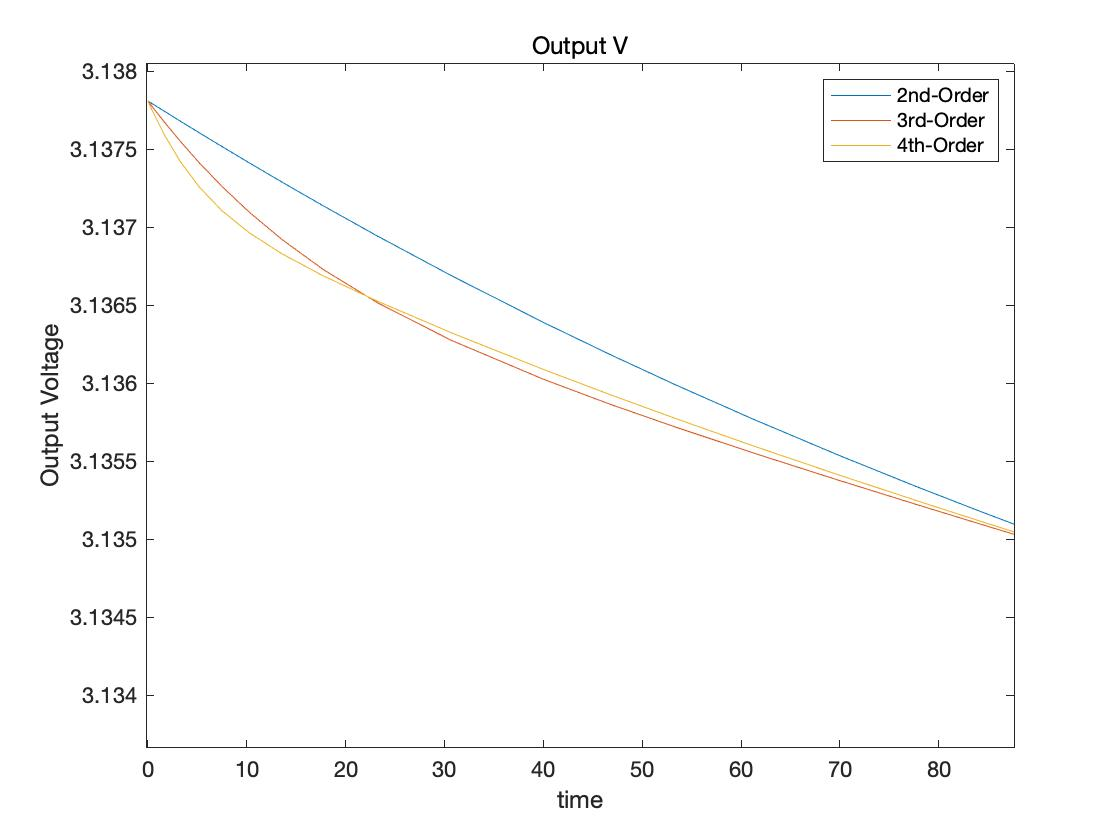 Output V
2nd-Order
3rd-Order
4th-Order
Output Voltage
3.138
3.1375
3.137
3.1365
3.136
3.1355
3.135
3.1345
3.134
0 10 20 30 40 50 60 70 80
time